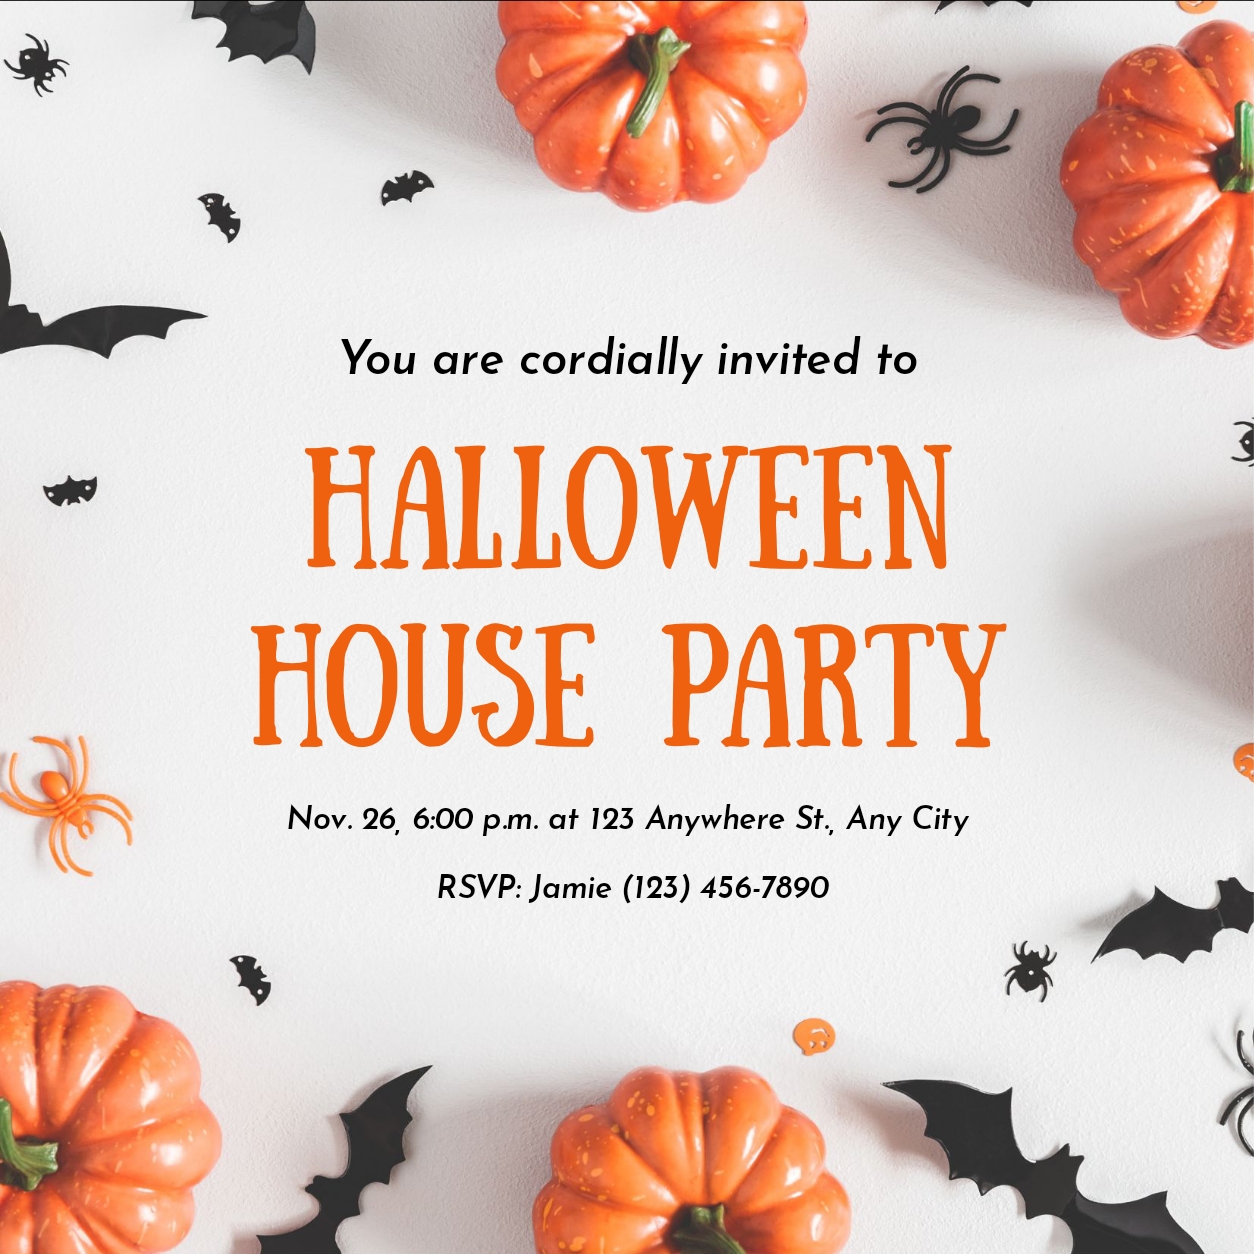 You are cordially invited to
HALLOWEEN
HOUSE PARTY
Nov. 26, 6:00 p.m. at 123 Anywhere St., Any City
RSVP: Jamie (123) 456-7890